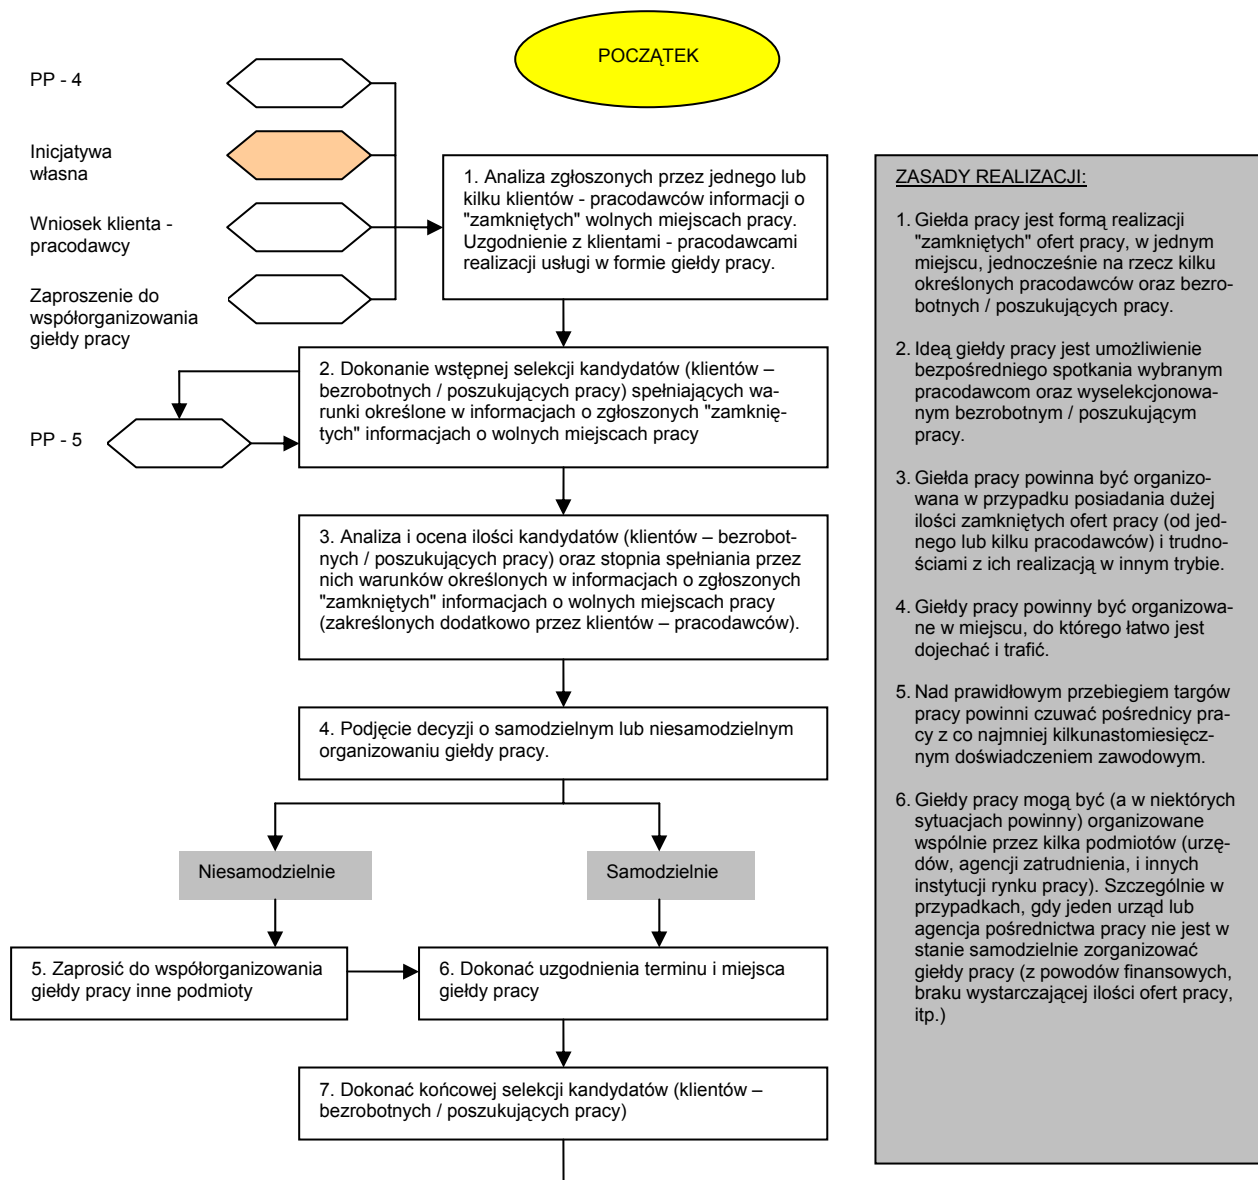 POCZĄTEK
PP - 4
Inicjatywa
własna
Wniosek klienta -
pracodawcy
Zaproszenie do
współorganizowania
giełdy pracy
1. Analiza zgłoszonych przez jednego lub
kilku klientów - pracodawców informacji o
"zamkniętych" wolnych miejscach pracy.
Uzgodnienie z klientami - pracodawcami
realizacji usługi w formie giełdy pracy.
2. Dokonanie wstępnej selekcji kandydatów (klientów –
bezrobotnych / poszukujących pracy) spełniających wa-
runki określone w informacjach o zgłoszonych "zamknię-
tych" informacjach o wolnych miejscach pracy
PP - 5
3. Analiza i ocena ilości kandydatów (klientów – bezrobot-
nych / poszukujących pracy) oraz stopnia spełniania przez
nich warunków określonych w informacjach o zgłoszonych
"zamkniętych" informacjach o wolnych miejscach pracy
(zakreślonych dodatkowo przez klientów – pracodawców).
4. Podjęcie decyzji o samodzielnym lub niesamodzielnym
organizowaniu giełdy pracy.
Niesamodzielnie
Samodzielnie
5. Zaprosić do współorganizowania
giełdy pracy inne podmioty
6. Dokonać uzgodnienia terminu i miejsca
giełdy pracy
7. Dokonać końcowej selekcji kandydatów (klientów –
bezrobotnych / poszukujących pracy)
ZASADY REALIZACJI:
1. Giełda pracy jest formą realizacji
"zamkniętych" ofert pracy, w jednym
miejscu, jednocześnie na rzecz kilku
określonych pracodawców oraz bezro-
botnych / poszukujących pracy.
2. Ideą giełdy pracy jest umożliwienie
bezpośredniego spotkania wybranym
pracodawcom oraz wyselekcjonowa-
nym bezrobotnym / poszukującym
pracy.
3. Giełda pracy powinna być organizo-
wana w przypadku posiadania dużej
ilości zamkniętych ofert pracy (od jed-
nego lub kilku pracodawców) i trudno-
ściami z ich realizacją w innym trybie.
4. Giełdy pracy powinny być organizowa-
ne w miejscu, do którego łatwo jest
dojechać i trafić.
5. Nad prawidłowym przebiegiem targów
pracy powinni czuwać pośrednicy pra-
cy z co najmniej kilkunastomiesięcz-
nym doświadczeniem zawodowym.
6. Giełdy pracy mogą być (a w niektórych
sytuacjach powinny) organizowane
wspólnie przez kilka podmiotów (urzę-
dów, agencji zatrudnienia, i innych
instytucji rynku pracy). Szczególnie w
przypadkach, gdy jeden urząd lub
agencja pośrednictwa pracy nie jest w
stanie samodzielnie zorganizować
giełdy pracy (z powodów finansowych,
braku wystarczającej ilości ofert pracy,
itp.)